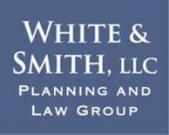 WHITE &
SMITH, LLC
PLANNING AND
LAW GROUP